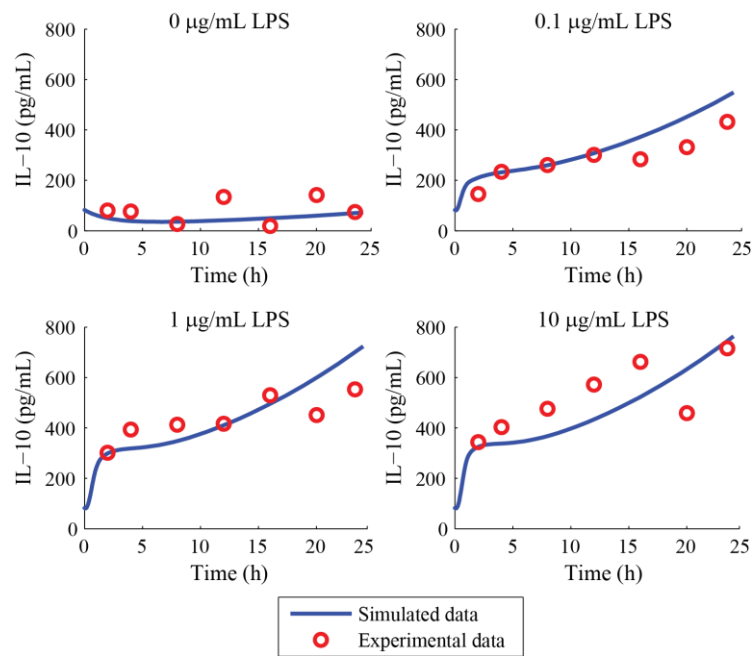 0 μg/mL LPS
0.1 μg/mL LPS
800
600
400
200
0
IL−10 (pg/mL)
0 5 10 15 20 25
Time (h)
800
600
400
200
0
IL−10 (pg/mL)
0 5 10 15 20 25
Time (h)
1 μg/mL LPS
10 μg/mL LPS
800
600
400
200
0
IL−10 (pg/mL)
0 5 10 15 20 25
Time (h)
800
600
400
200
0
IL−10 (pg/mL)
0 5 10 15 20 25
Time (h)
Simulated data
Experimental data